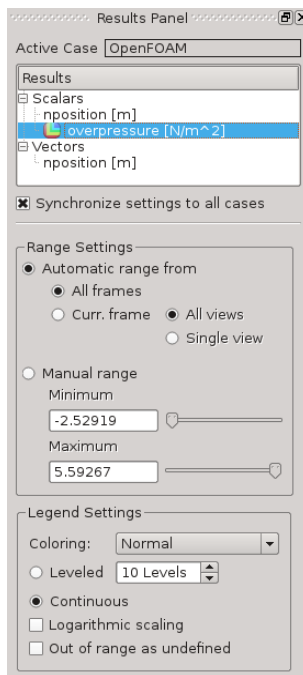 Results Panel
Active Case OpenFOAM
Results
Scalars
nposition [m]
overpressure [N/m^2]
Vectors
nposition [m]
Synchronize settings to all cases
Range Settings
Automatic range from
All frames
Curr. frame All views
Single view
Manual range
Minimum
-2.52919
Maximum
5.59267
Legend Settings
Coloring: Normal
Leveled 10 Levels
Continuous
Logarithmic scaling
Out of range as undefined